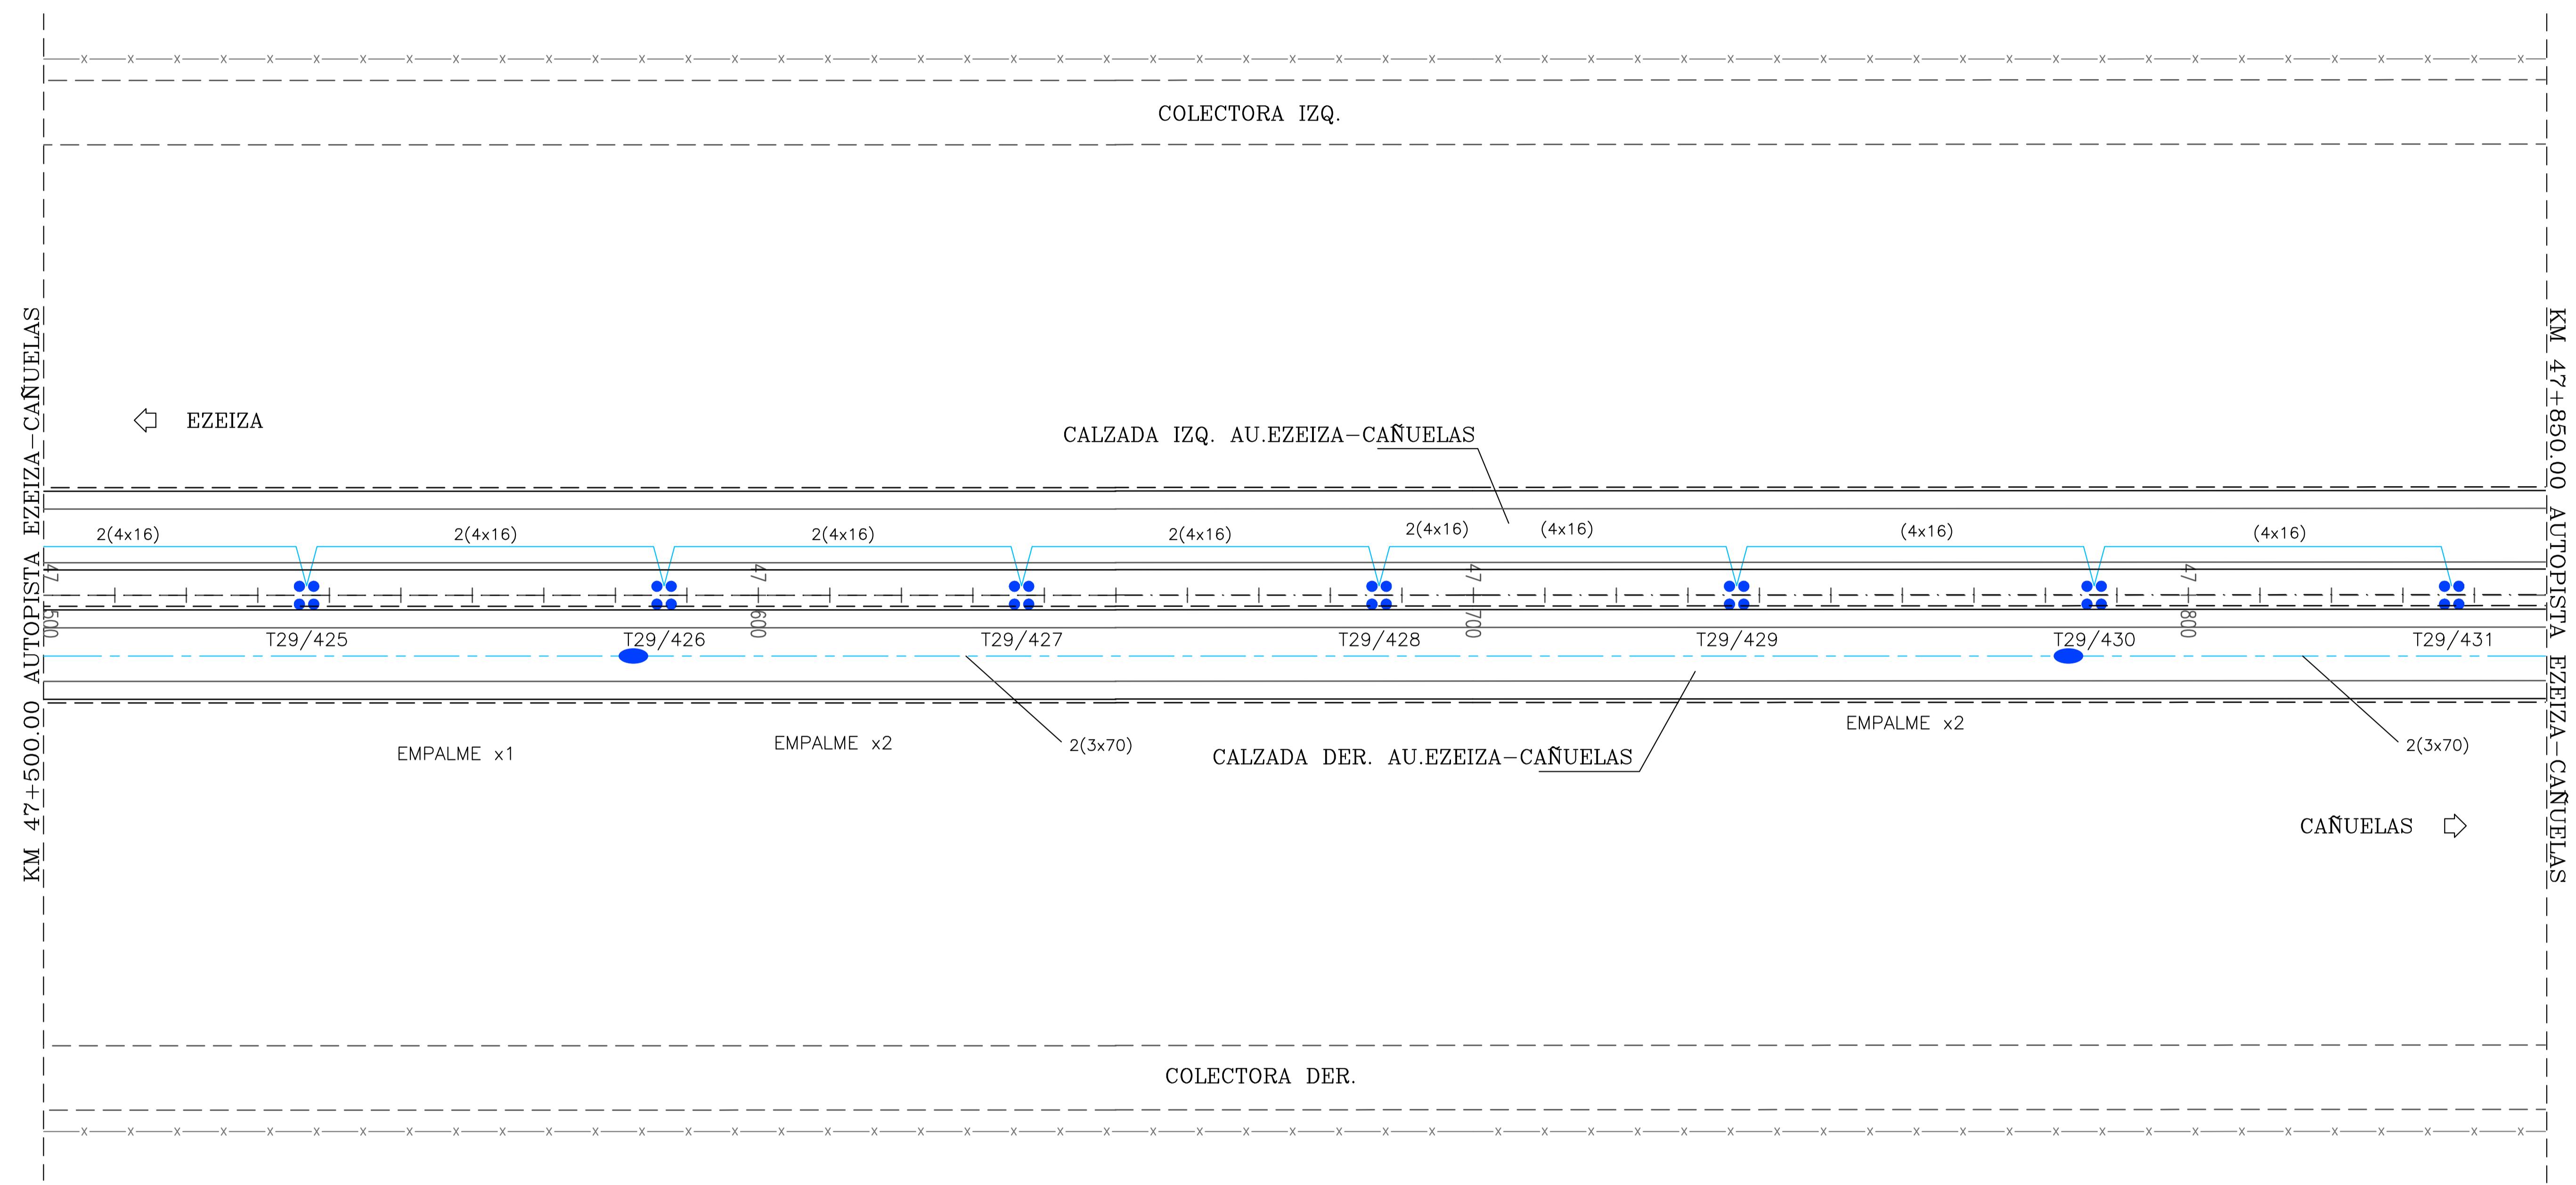 COLECTORA IZQ.
KM 47+500.00 AUTOPISTA EZEIZA-CAÑUELAS
KM 47+850.00 AUTOPISTA EZEIZA-CAÑUELAS
EZEIZA
CALZADA IZQ. AU.EZEIZA-CAÑUELAS
2(4x16) 2(4x16) 2(4x16) 2(4x16) 2(4x16) (4x16) (4x16) (4x16)
47 500
47 600
47 700
47 800
T29/425 T29/426 T29/427 T29/428 T29/429 T29/430 T29/431
EMPALME x1
EMPALME x2
2(3x70)
CALZADA DER. AU.EZEIZA-CAÑUELAS
EMPALME x2
2(3x70)
CAÑUELAS
COLECTORA DER.